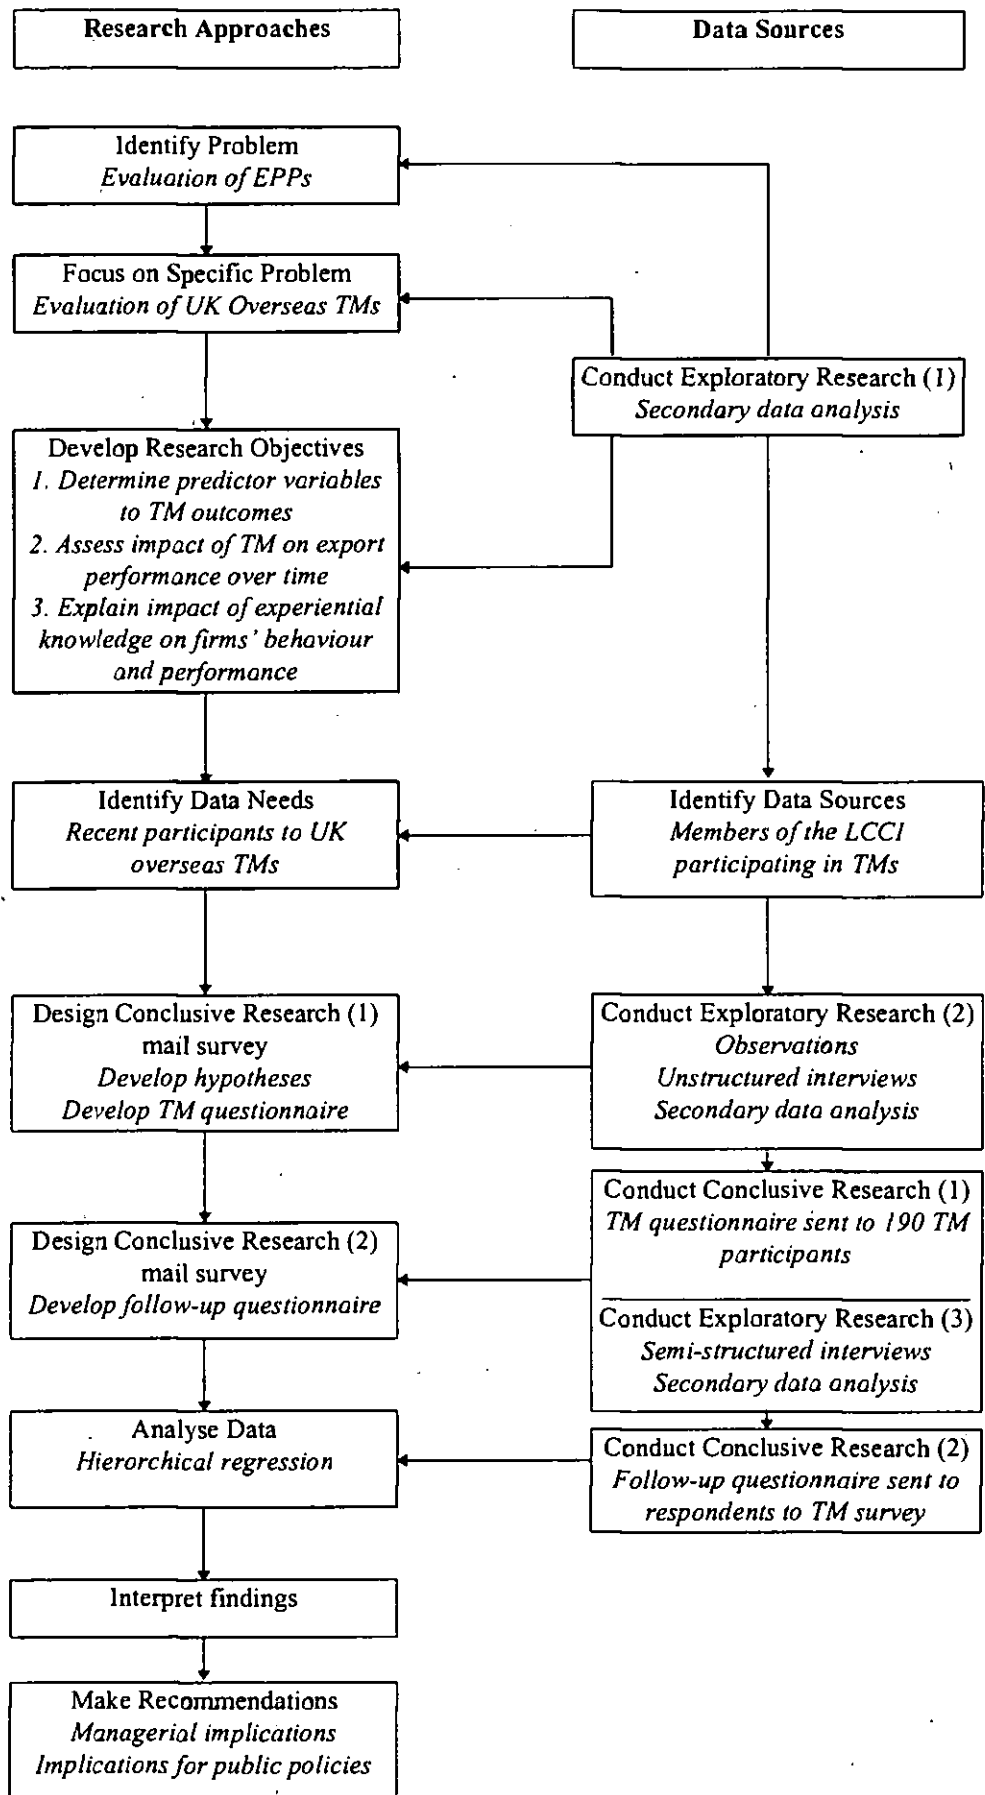 Research Approaches
Data Sources
Identify Problem
Evaluation of EPPs
Focus on Specific Problem
Evaluation of UK Overseas TMs
Conduct Exploratory Research (1)
Secondary data analysis
Develop Research Objectives
1. Determine predictor variables
to TM outcomes
2. Assess impact of TM on export
performance over time
3. Explain impact of experiential
knowledge on firms' behaviour
and performance
Identify Data Needs
Recent participants to UK
overseas TMs
Identify Data Sources
Members of the LCCI
participating in TMs
Design Conclusive Research (1)
mail survey
Develop hypotheses
Develop TM questionnaire
Conduct Exploratory Research (2)
Observations
Unstructured interviews
Secondary data analysis
Conduct Conclusive Research (1)
TM questionnaire sent to 190 TM
participants
Design Conclusive Research (2)
mail survey
Develop follow-up questionnaire
Conduct Exploratory Research (3)
Semi-structured interviews
Secondary data analysis
Analyse Data
Hierarchical regression
Conduct Conclusive Research (2)
Follow-up questionnaire sent to
respondents to TM survey
Interpret findings
Make Recommendations
Managerial implications
Implications for public policies